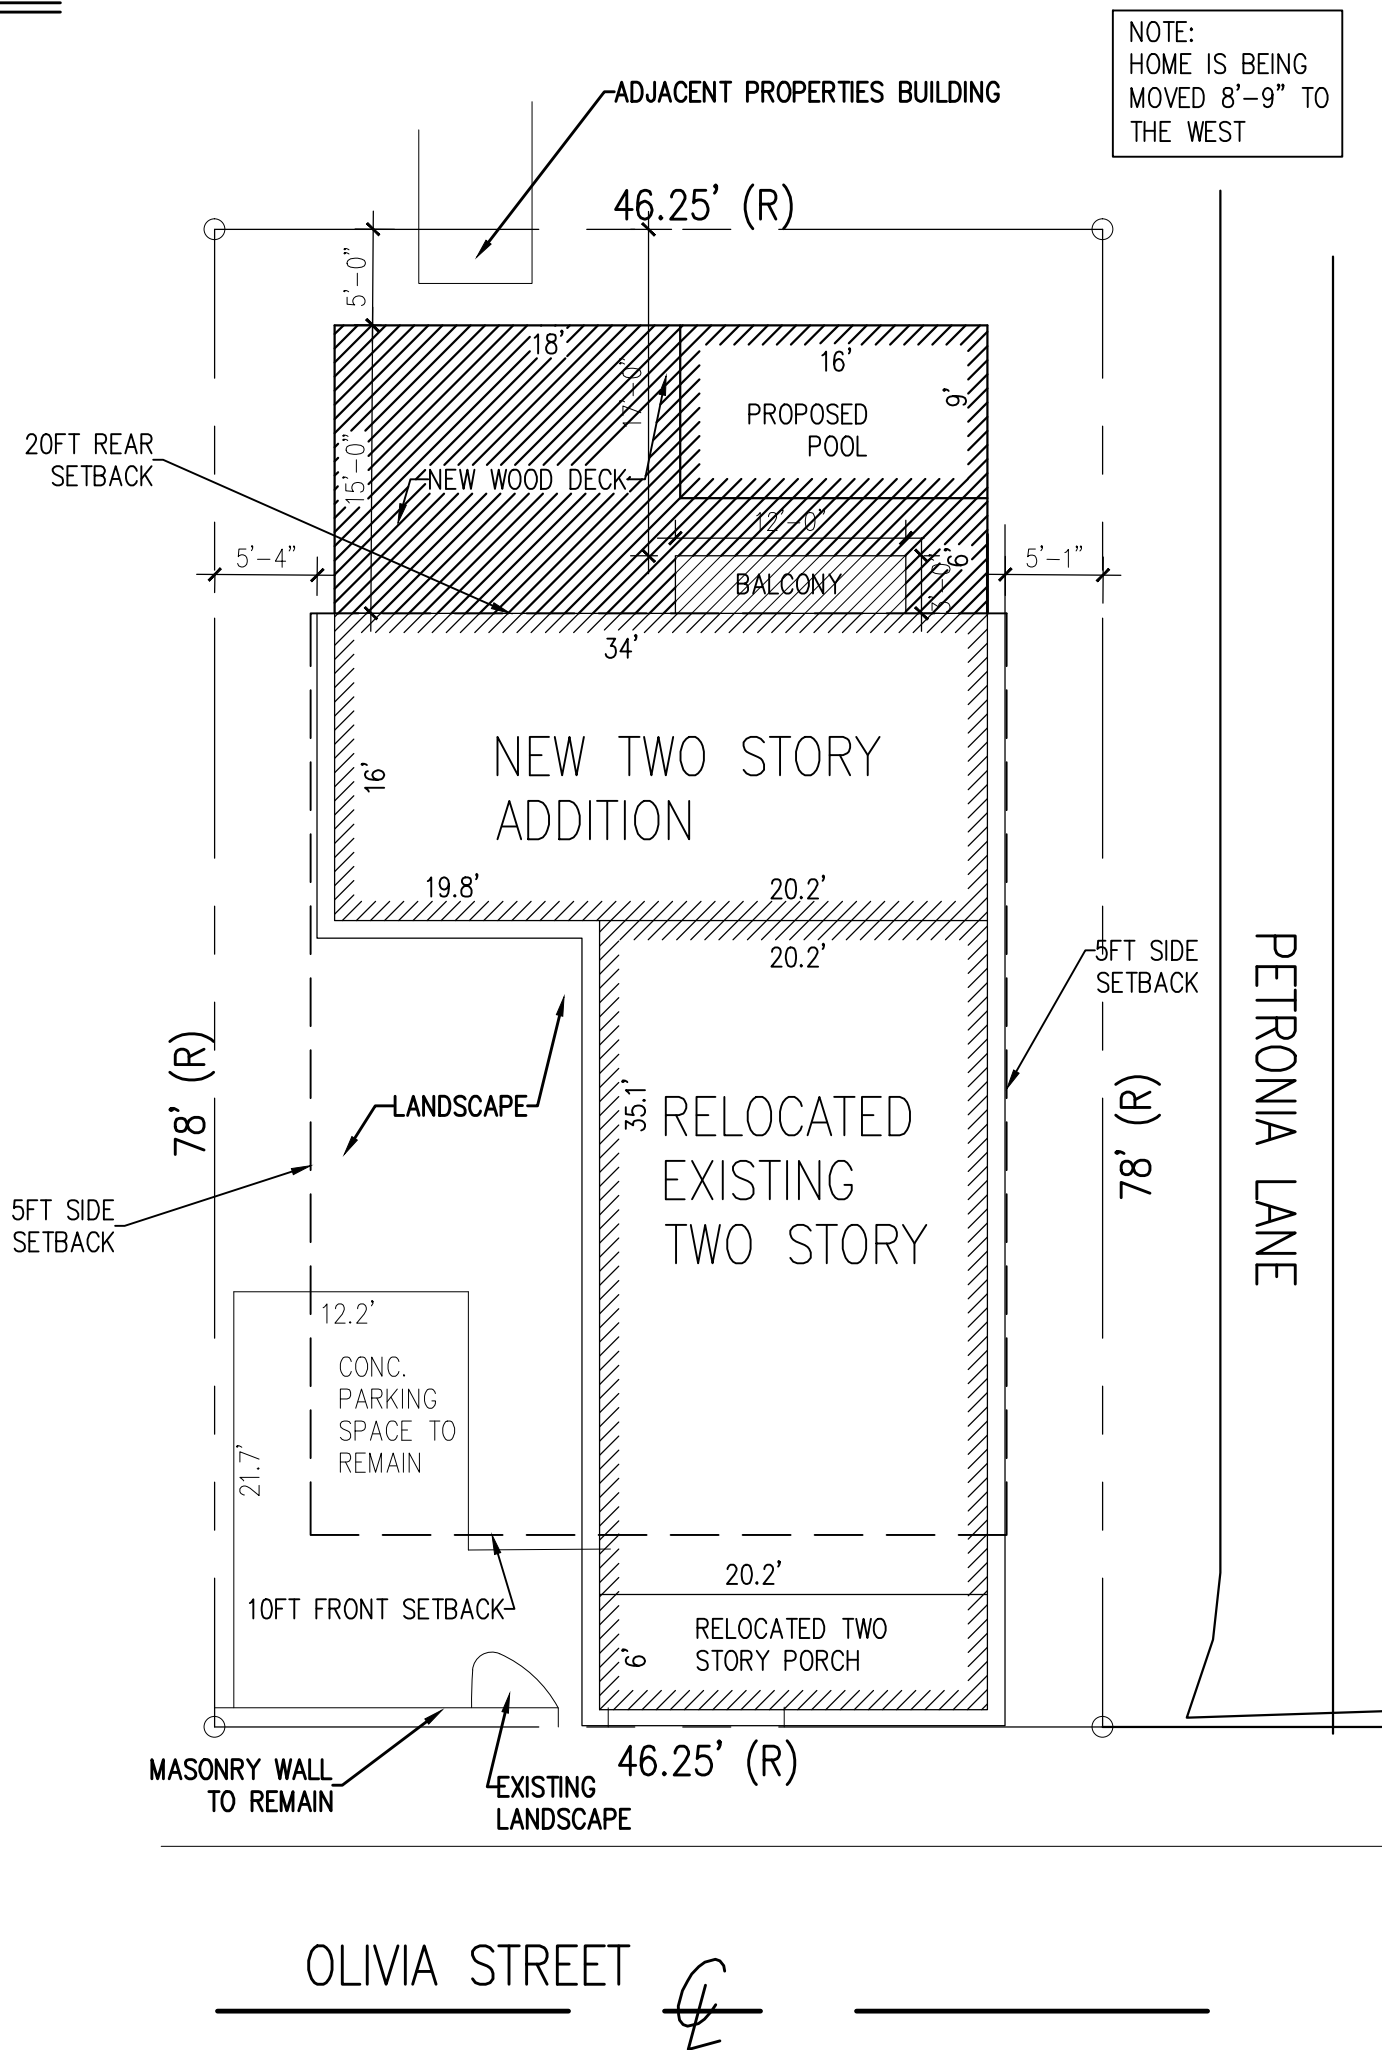 NOTE:
HOME IS BEING
MOVED 8'-9" TO
THE WEST
ADJACENT PROPERTIES BUILDING
46.25' (R)
5'-0"
18'
17'-0"
16'
9'
PROPOSED
POOL
20FT REAR
SETBACK
15'-0"
NEW WOOD DECK
12'-0"
5'-4"
BALCONY
3'-0"
6'
5'-1"
34'
NEW TWO STORY
ADDITION
16'
19.8'
20.2'
20.2'
5FT SIDE
SETBACK
PETRONIA LANE
78' (R)
LANDSCAPE
35.1'
RELOCATED
EXISTING
TWO STORY
78' (R)
5FT SIDE
SETBACK
12.2'
CONC.
PARKING
SPACE TO
REMAIN
21.7'
20.2'
10FT FRONT SETBACK
RELOCATED TWO
STORY PORCH
6'
46.25' (R)
MASONRY WALL
TO REMAIN
EXISTING
LANDSCAPE
OLIVIA STREET
CL